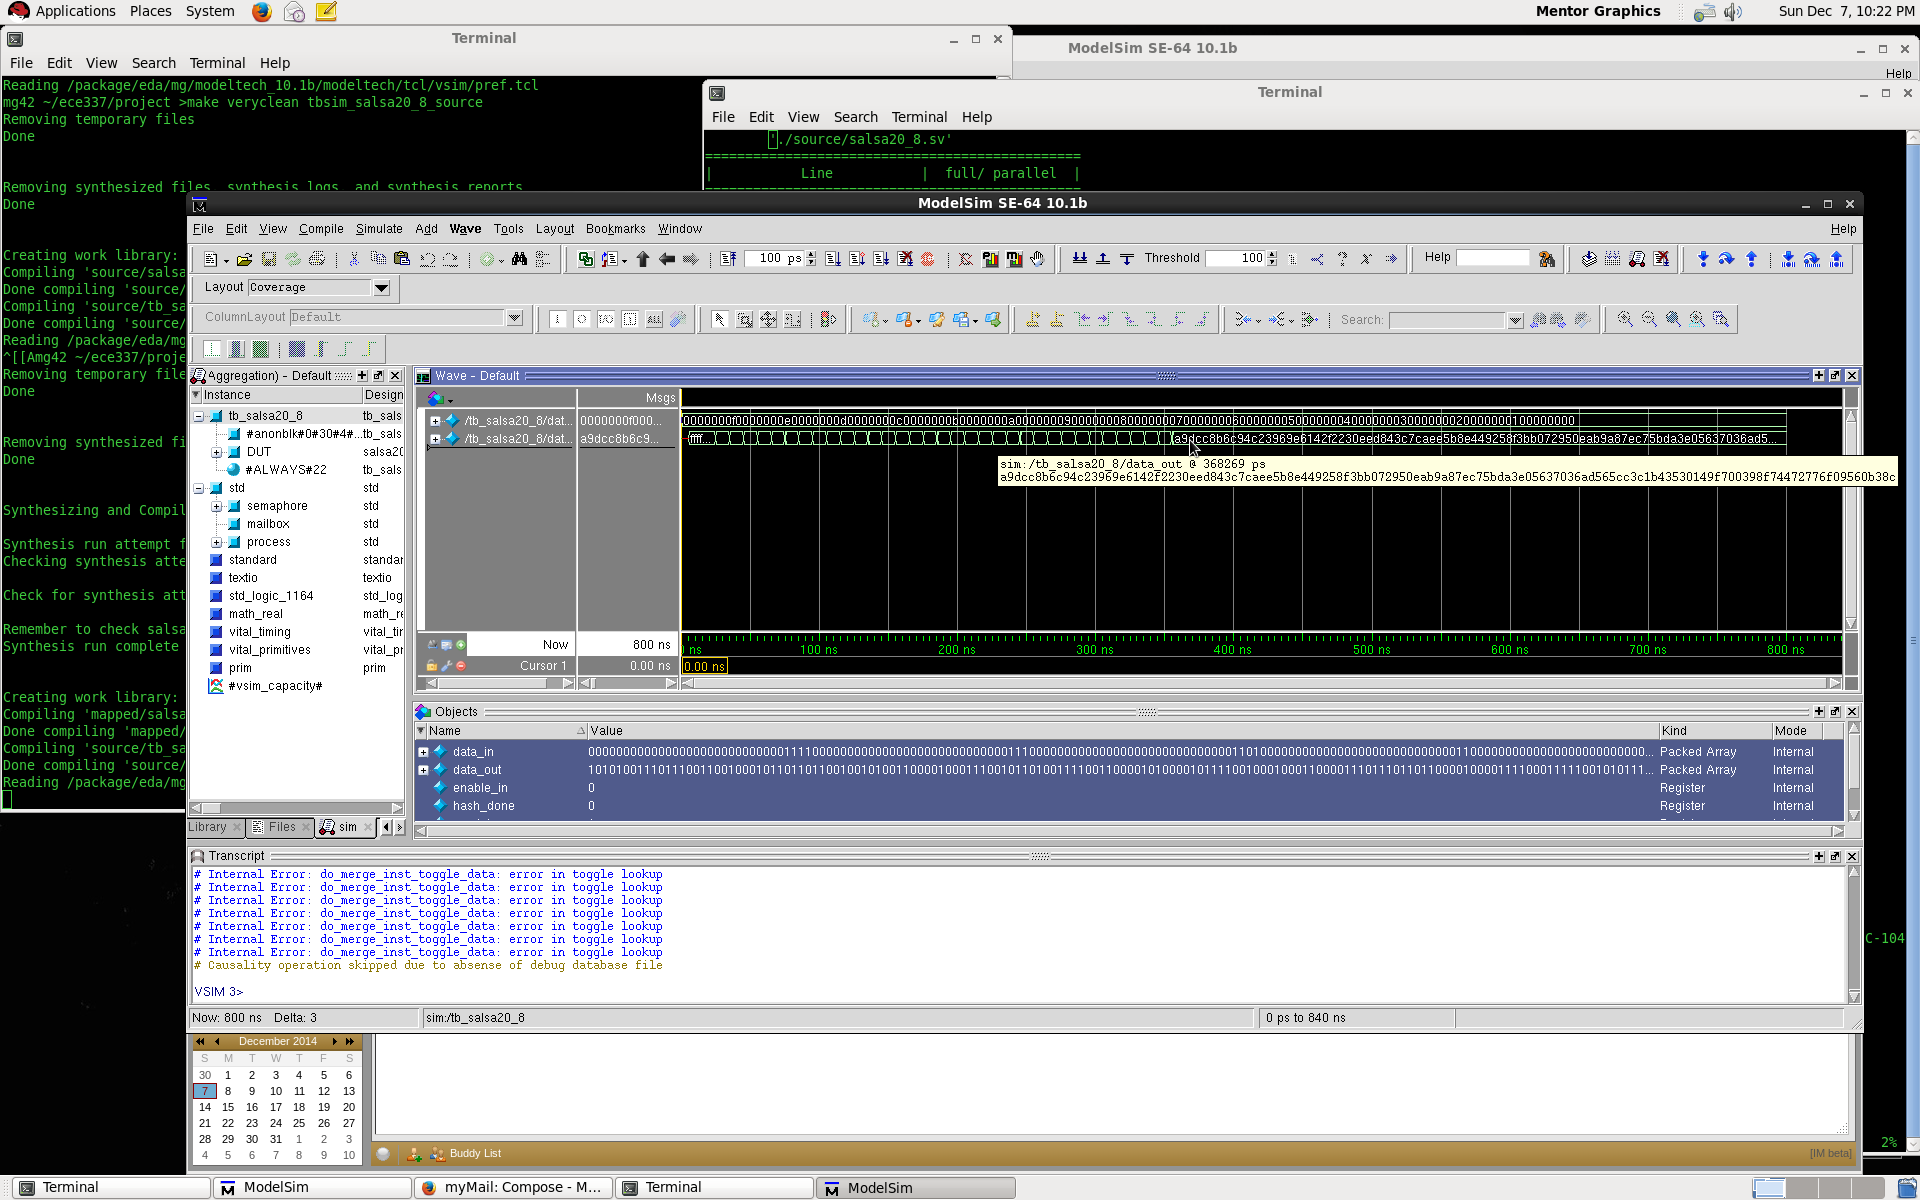 Applications Places System
Mentor Graphics
Sun Dec 7, 10:22 PM
Terminal
File Edit View Search Terminal Help
Reading /package/eda/mg/modeltech_10.1b/modeltech/tcl/vsim/pref.tcl
mg42 ~/ece337/project >make veryclean tbsim_salsa20_8_source
Removing temporary files
Done
Removing synthesized files, synthesis logs, and synthesis reports
Done
Creating work library:
Compiling 'source/salsa
Done compiling 'source/
Compiling 'source/tb_sa
Done compiling 'source/
Reading /package/eda/mg
^[[Amg42 ~/ece337/proje
Removing temporary file
Done
Removing synthesized fi
Done
Synthesizing and Compil
Synthesis run attempt f
Checking synthesis atte
Check for synthesis att
Remember to check salsa
Synthesis run complete
Creating work library:
Compiling 'mapped/salsa
Done compiling 'mapped/
Compiling 'source/tb_sa
Done compiling 'source/
Reading /package/eda/mg
ModelSim SE-64 10.1b
Help
Terminal
File Edit View Search Terminal Help
'./source/salsa20_8.sv'
| Line | full/ parallel |
ModelSim SE-64 10.1b
File Edit View Compile Simulate Add Wave Tools Layout Bookmarks Window Help
100 ps
Threshold 100
Help
Layout Coverage
ColumnLayout Default
Search:
Aggregation) - Default
Instance Design
tb_salsa20_8 tb_sals
#anonblk#0#30#4#... tb_sals
DUT salsa20
#ALWAYS#22 tb_sals
std std
semaphore std
mailbox std
process std
standard standar
textio textio
std_logic_1164 std_log
math_real math_re
vital_timing vital_tir
vital_primitives vital_pr
prim prim
#vsim_capacity#
Library Files sim
Wave - Default
Msgs
/tb_salsa20_8/dat... 0000000f000...
/tb_salsa20_8/dat... a9dcc8b6c9...
0000000f0000000e0000000d0000000c0000000b0000000a000000090000000800000007000000060000000500000004000000030000000200000001 00000000
ffff...
a9dcc8b6c94c23969e6142f2230eed843c7caee5b8e449258f3bb072950eab9a87ec75bda3e05637036ad5...
sim:/tb_salsa20_8/data_out @ 368269 ps
a9dcc8b6c94c23969e6142f2230eed843c7caee5b8e449258f3bb072950eab9a87ec75bda3e05637036ad565cc3c1b43530149f700398f74472776f09560b38c
Now 800 ns
Cursor 1 0.00 ns
ns 100 ns 200 ns 300 ns 400 ns 500 ns 600 ns 700 ns 800 ns
0.00 ns
Objects
Name Value Kind Mode
data_in Packed Array Internal
data_out Packed Array Internal
enable_in 0 Register Internal
hash_done 0 Register Internal
Transcript
# Internal Error: do_merge_inst_toggle_data: error in toggle lookup
# Internal Error: do_merge_inst_toggle_data: error in toggle lookup
# Internal Error: do_merge_inst_toggle_data: error in toggle lookup
# Internal Error: do_merge_inst_toggle_data: error in toggle lookup
# Internal Error: do_merge_inst_toggle_data: error in toggle lookup
# Internal Error: do_merge_inst_toggle_data: error in toggle lookup
# Internal Error: do_merge_inst_toggle_data: error in toggle lookup
# Causality operation skipped due to absense of debug database file
VSIM 3>
Now: 800 ns Delta: 3
sim:/tb_salsa20_8
0 ps to 840 ns
C-104
2%
December 2014
S M T W T F S
30 1 2 3 4 5 6
7 8 9 10 11 12 13
14 15 16 17 18 19 20
21 22 23 24 25 26 27
28 29 30 31 1 2 3
4 5 6 7 8 9 10
Buddy List
[IM beta]
Terminal
ModelSim
myMail: Compose - M...
Terminal
ModelSim